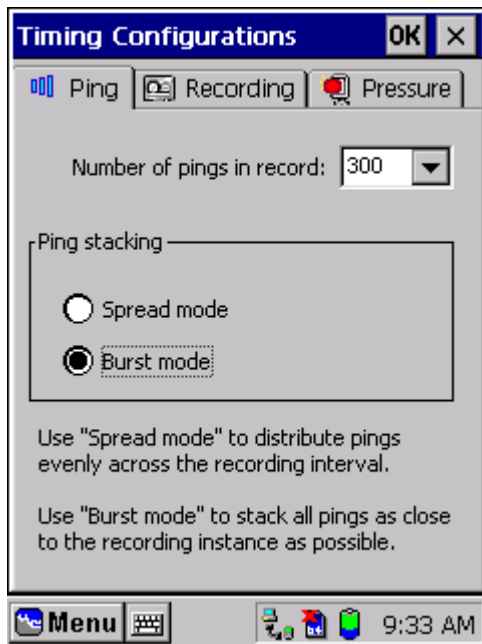 Timing Configurations OK ×
Ping Recording Pressure
Number of pings in record: 300
Ping stacking
Spread mode
Burst mode
Use "Spread mode" to distribute pings
evenly across the recording interval.
Use "Burst mode" to stack all pings as close
to the recording instance as possible.
Menu 9:33 AM